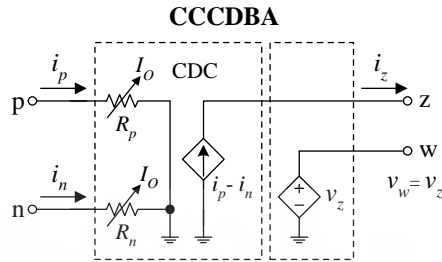 CCCDBA
i_p
I_O
CDC
i_z
p
R_p
z
i_n
I_O
i_p - i_n
w
+
−
v_z
v_w = v_z
n
R_n